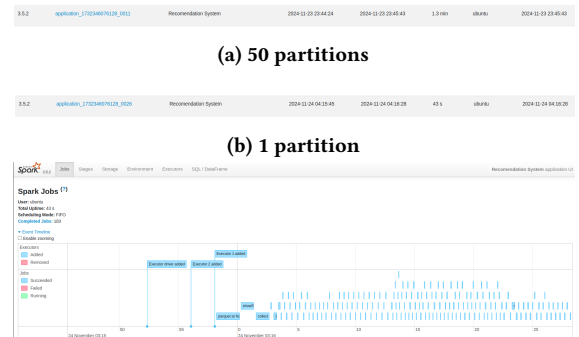 3.5.2 application_1732346076128_0011 Recomendation System 2024-11-23 23:44:24 2024-11-23 23:45:43 1.3 min ubuntu 2024-11-23 23:45:43
(a) 50 partitions
3.5.2 application_1732346076128_0026 Recomendation System 2024-11-24 04:15:45 2024-11-24 04:16:28 43 s ubuntu 2024-11-24 04:16:28
(b) 1 partition
Spark Jobs Stages Storage Environment Executors SQL / DataFrame Recomendation System application UI
Spark Jobs (?)
User: ubuntu
Total Uptime: 43 s
Scheduling Mode: FIFO
Completed Jobs:
Event Timeline
Enable zooming
Executors
Added
Removed
Executor 1 added
Executor driver added Executor 2 added
Jobs
Succeeded
Failed
Running
collect
50 55 0 5 10 15 20 25
24 November 04:15 24 November 04:16